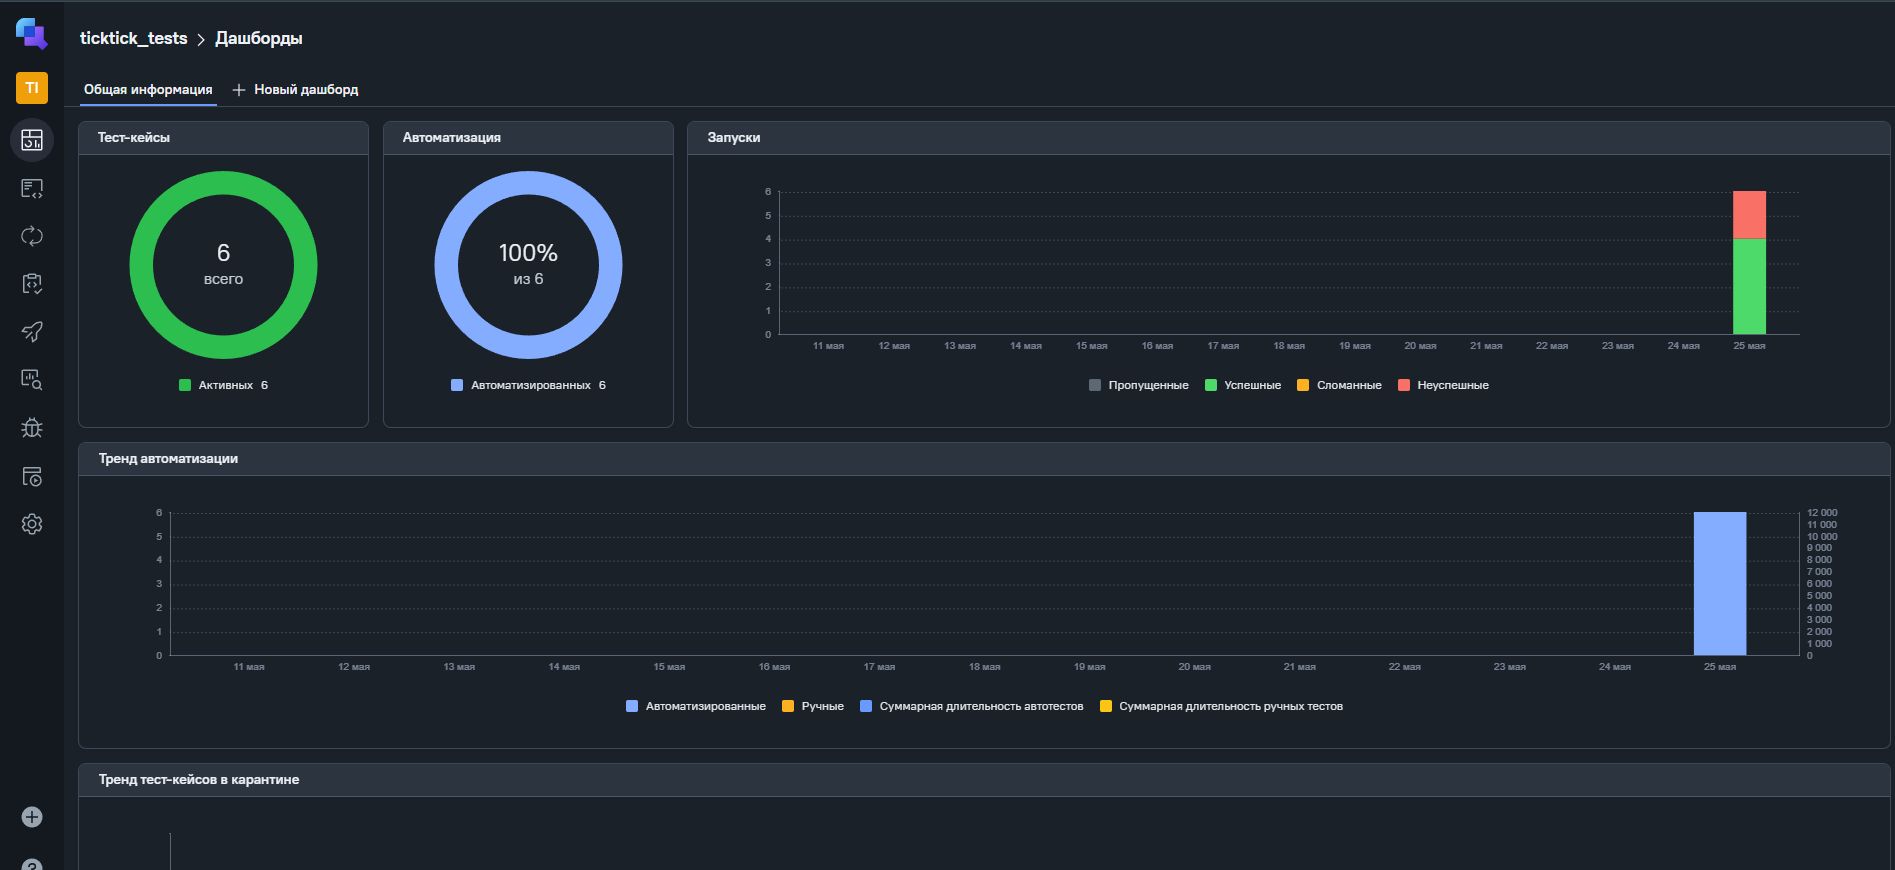 ticktick_tests > Дашборды
TI
Общая информация + Новый дашборд
Тест-кейсы
6
всего
Активных 6
Автоматизация
100%
из 6
Автоматизированных 6
Запуски
6
5
4
3
2
1
0
11 мая 12 мая 13 мая 14 мая 15 мая 16 мая 17 мая 18 мая 19 мая 20 мая 21 мая 22 мая 23 мая 24 мая 25 мая
Пропущенные Успешные Сломанные Неуспешные
Тренд автоматизации
6
5
4
3
2
1
0
12 000
11 000
10 000
9 000
8 000
7 000
6 000
5 000
4 000
3 000
2 000
1 000
0
11 мая 12 мая 13 мая 14 мая 15 мая 16 мая 17 мая 18 мая 19 мая 20 мая 21 мая 22 мая 23 мая 24 мая 25 мая
Автоматизированные Ручные Суммарная длительность автотестов Суммарная длительность ручных тестов
Тренд тест-кейсов в карантине